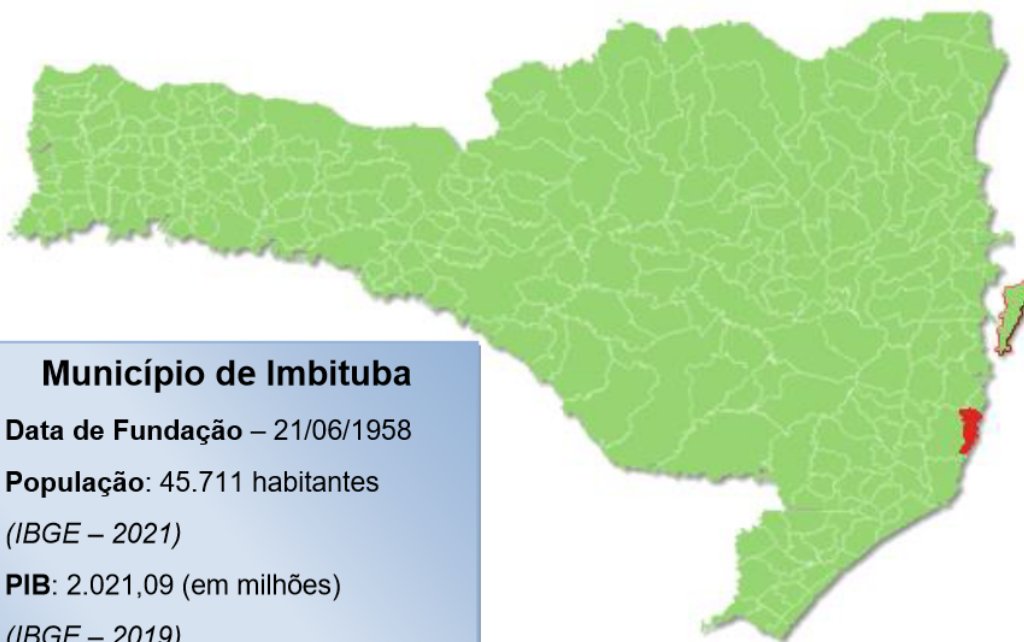 Município de Imbituba
Data de Fundação – 21/06/1958
População: 45.711 habitantes
(IBGE – 2021)
PIB: 2.021,09 (em milhões)
(IBGE – 2019)